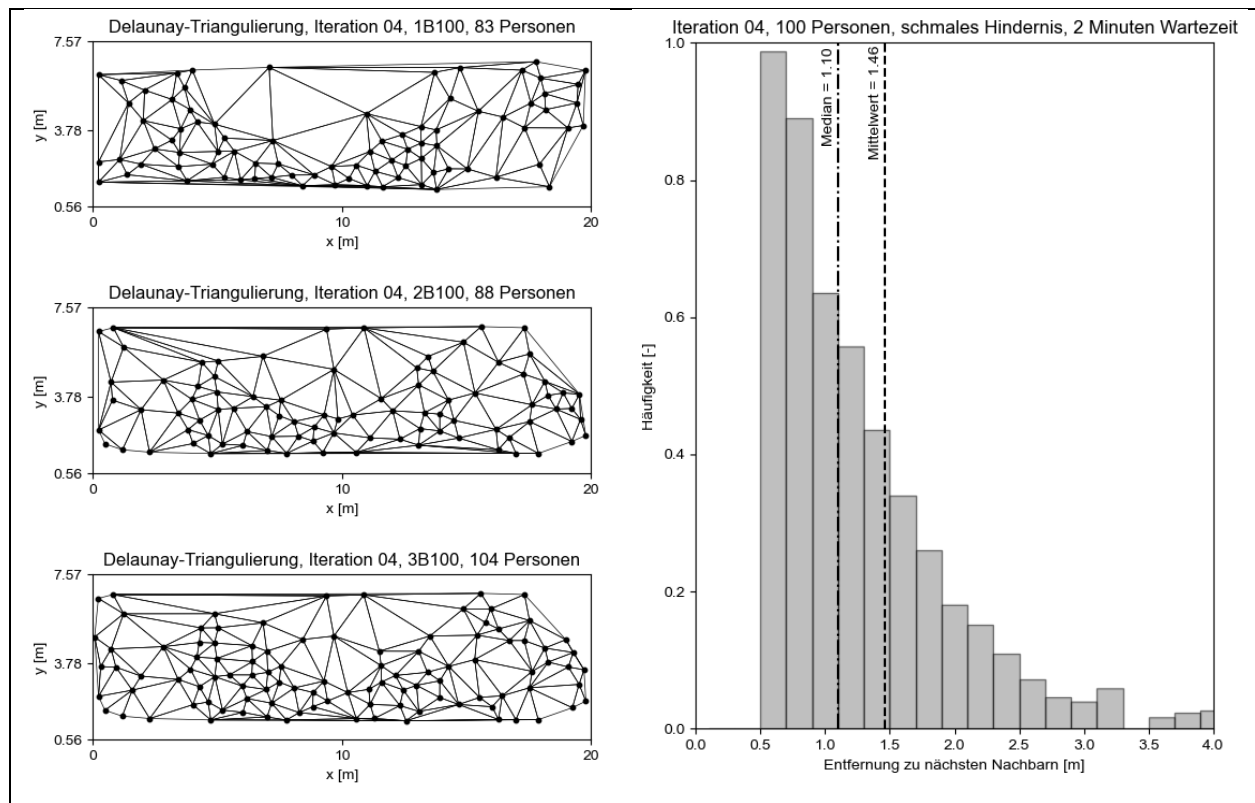 Delaunay-Triangulierung, Iteration 04, 1B100, 83 Personen
7.57
3.78
0.56
y [m]
0
10
20
x [m]
Delaunay-Triangulierung, Iteration 04, 2B100, 88 Personen
7.57
3.78
0.56
y [m]
0
10
20
x [m]
Delaunay-Triangulierung, Iteration 04, 3B100, 104 Personen
7.57
3.78
0.56
y [m]
0
10
20
x [m]
Iteration 04, 100 Personen, schmales Hindernis, 2 Minuten Wartezeit
1.0
0.8
0.6
0.4
0.2
0.0
Häufigkeit [-]
Median = 1.10
Mittelwert = 1.46
0.0
0.5
1.0
1.5
2.0
2.5
3.0
3.5
4.0
Entfernung zu nächsten Nachbarn [m]